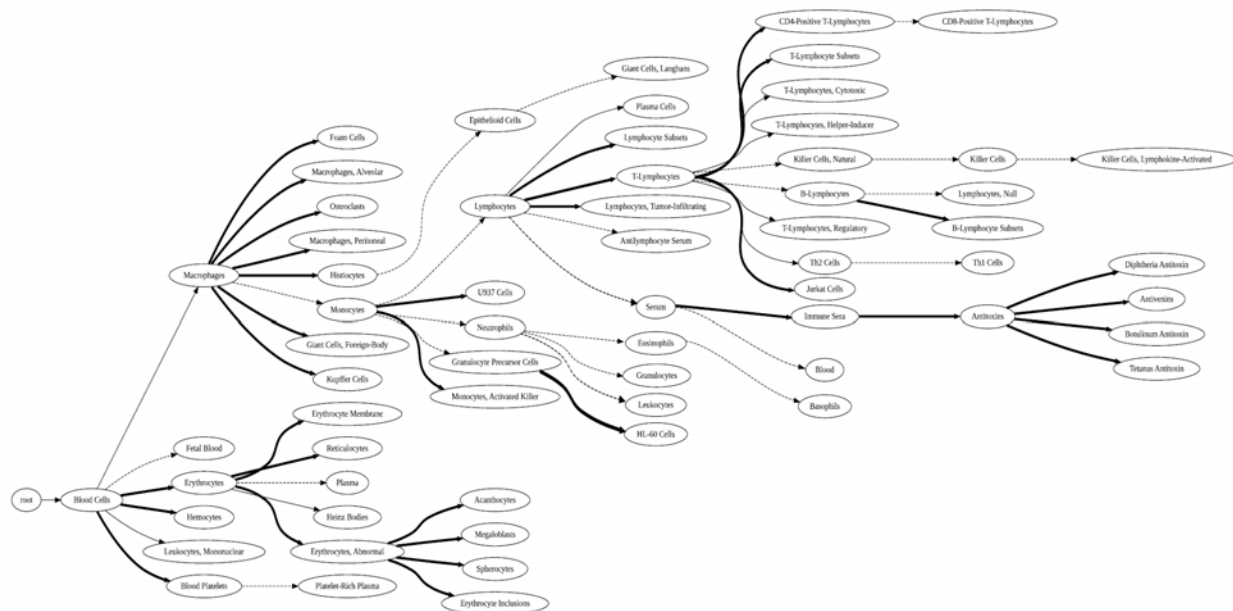 CD4-Positive T-Lymphocytes
CD8-Positive T-Lymphocytes
T-Lymphocyte Subsets
Giant Cells, Langhans
T-Lymphocytes, Cytotoxic
Plasma Cells
Epithelioid Cells
T-Lymphocytes, Helper-Inducer
Foam Cells
Lymphocyte Subsets
Killer Cells, Natural
Killer Cells
Killer Cells, Lymphokine-Activated
Macrophages, Alveolar
T-Lymphocytes
B-Lymphocytes
Lymphocytes, Null
Osteoclasts
Lymphocytes
Lymphocytes, Tumor-Infiltrating
T-Lymphocytes, Regulatory
B-Lymphocyte Subsets
Macrophages, Peritoneal
Antilymphocyte Serum
Th2 Cells
Th1 Cells
Diphtheria Antitoxin
Macrophages
Histiocytes
Jurkat Cells
U937 Cells
Antivenins
Monocytes
Serum
Immune Sera
Antitoxins
Neutrophils
Botulinum Antitoxin
Giant Cells, Foreign-Body
Eosinophils
Granulocyte Precursor Cells
Blood
Tetanus Antitoxin
Kupffer Cells
Granulocytes
Monocytes, Activated Killer
Leukocytes
Basophils
Erythrocyte Membrane
HL-60 Cells
Fetal Blood
Reticulocytes
Erythrocytes
Plasma
root
Blood Cells
Acanthocytes
Hemocytes
Heinz Bodies
Megaloblasts
Leukocytes, Mononuclear
Erythrocytes, Abnormal
Spherocytes
Blood Platelets
Platelet-Rich Plasma
Erythrocyte Inclusions